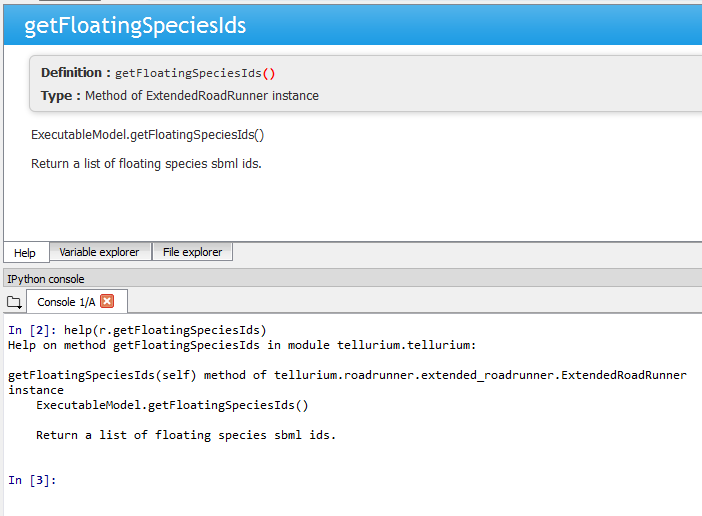 getFloatingSpeciesIds
Definition : getFloatingSpeciesIds()
Type : Method of ExtendedRoadRunner instance
ExecutableModel.getFloatingSpeciesIds()
Return a list of floating species sbml ids.
Help Variable explorer File explorer
IPython console
Console 1/A
In [2]: help(r.getFloatingSpeciesIds)
Help on method getFloatingSpeciesIds in module tellurium.tellurium:
getFloatingSpeciesIds(self) method of tellurium.roadrunner.extended_roadrunner.ExtendedRoadRunner
instance
ExecutableModel.getFloatingSpeciesIds()
Return a list of floating species sbml ids.
In [3]: